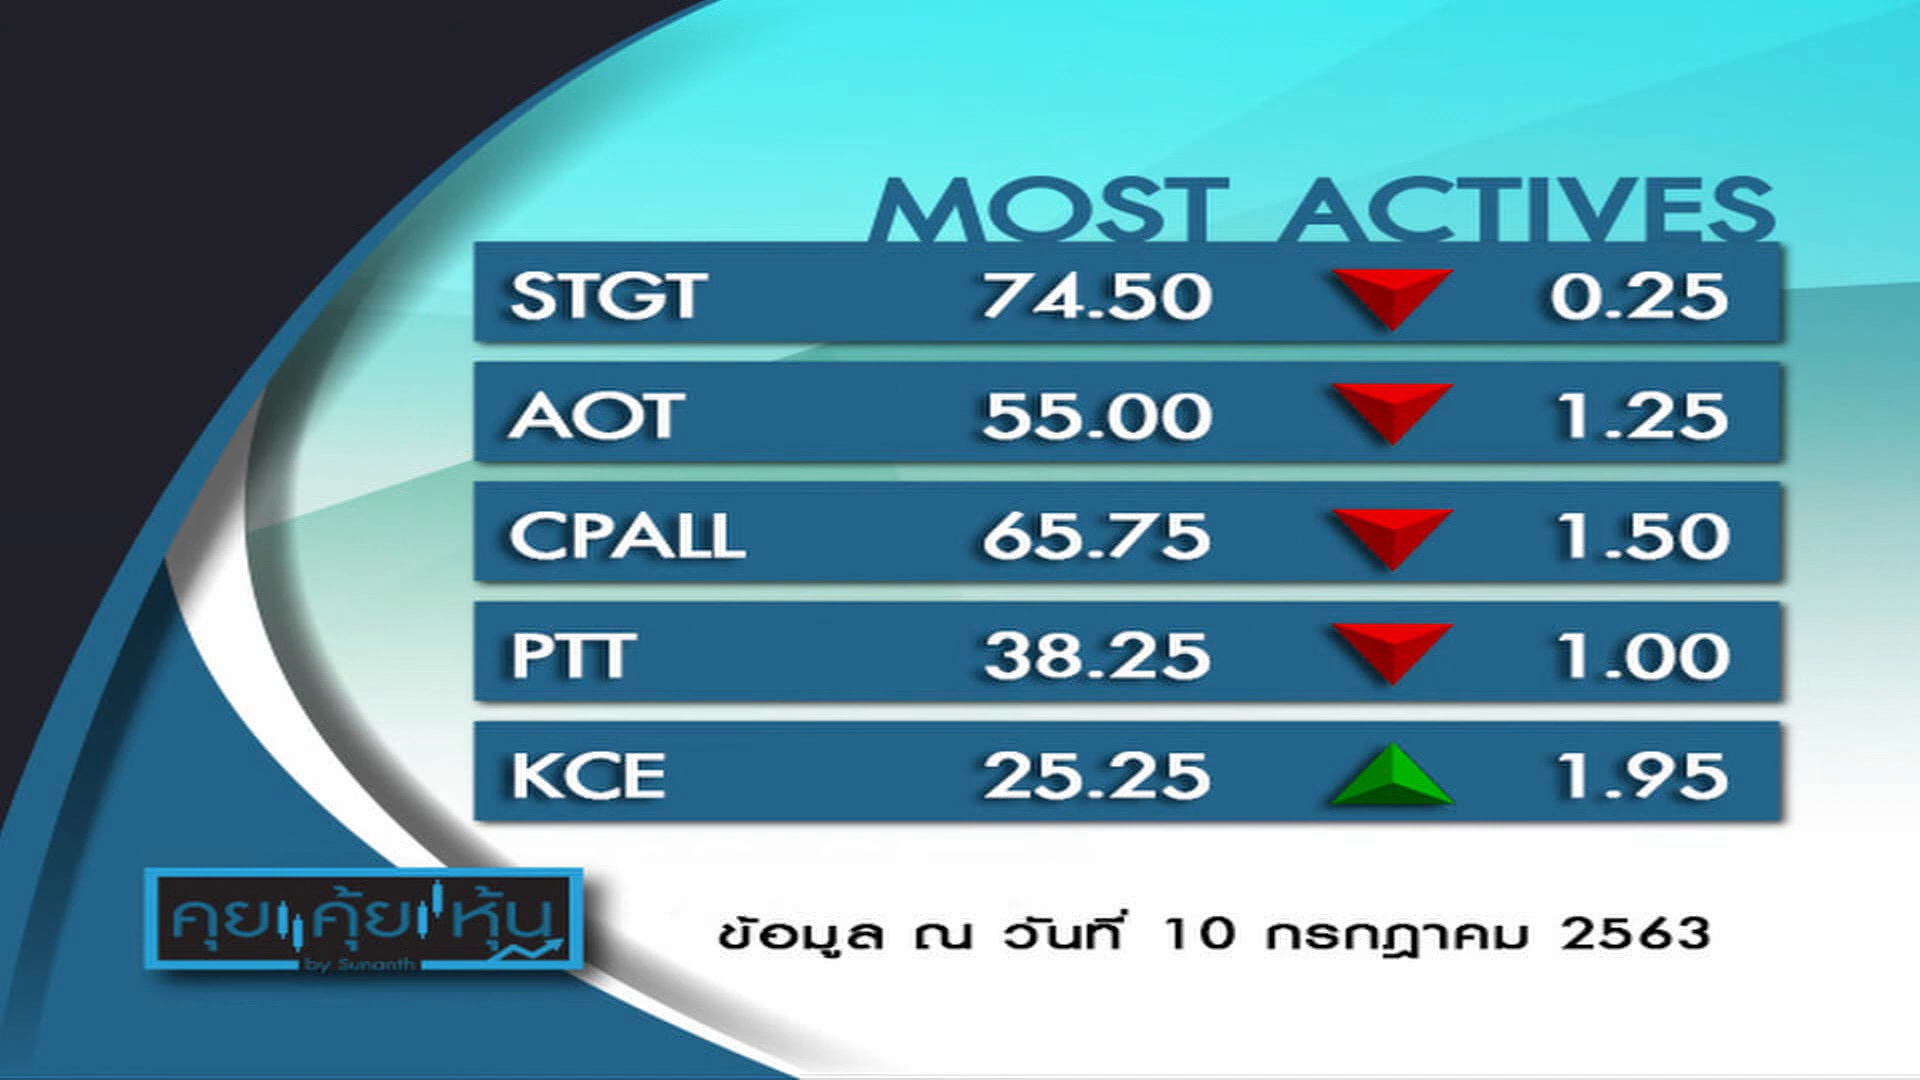 MOST ACTIVES
STGT 74.50 0.25
AOT 55.00 1.25
CPALL 65.75 1.50
PTT 38.25 1.00
KCE 25.25 1.95
คุย คุ้ย หุ้น
by Sunanth
ข้อมูล ณ วันที่ 10 กรกฎาคม 2563